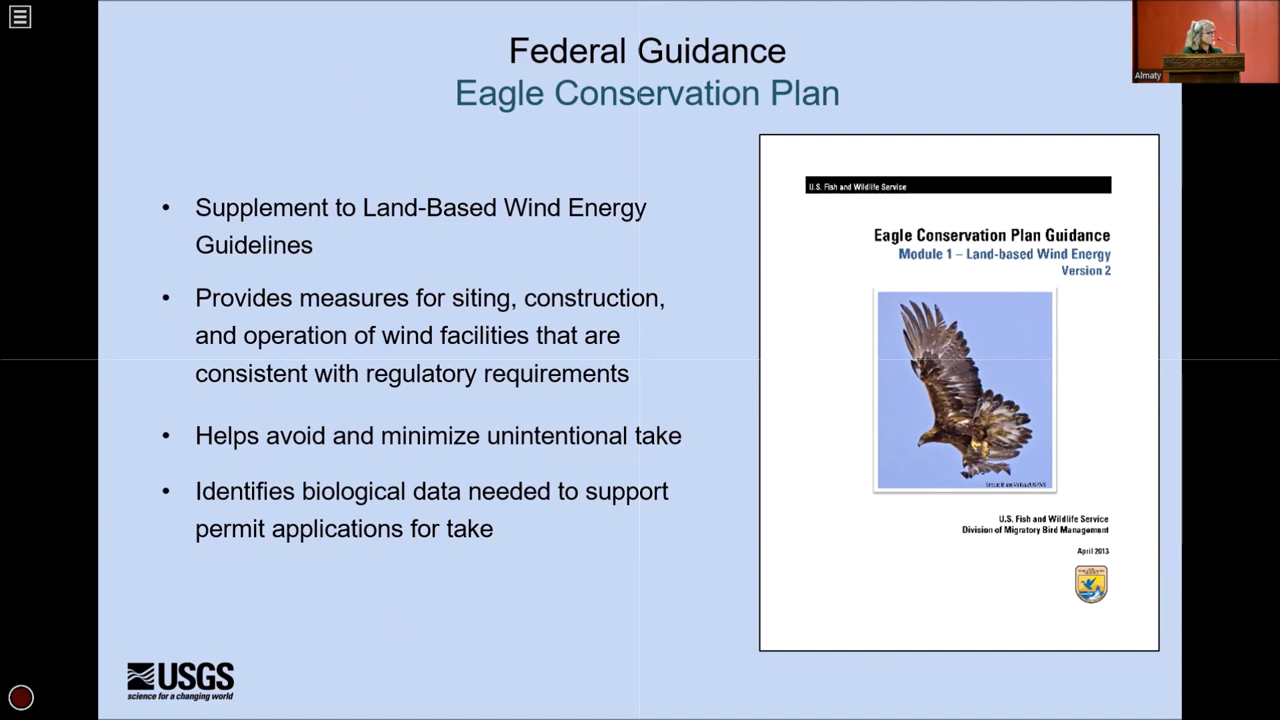 Federal Guidance
Eagle Conservation Plan
Almaty
• Supplement to Land-Based Wind Energy
Guidelines
• Provides measures for siting, construction,
and operation of wind facilities that are
consistent with regulatory requirements
• Helps avoid and minimize unintentional take
• Identifies biological data needed to support
permit applications for take
U.S. Fish and Wildlife Service
Eagle Conservation Plan Guidance
Module 1 – Land-based Wind Energy
Version 2
U.S. Fish and Wildlife Service
Division of Migratory Bird Management
April 2013
USGS
science for a changing world